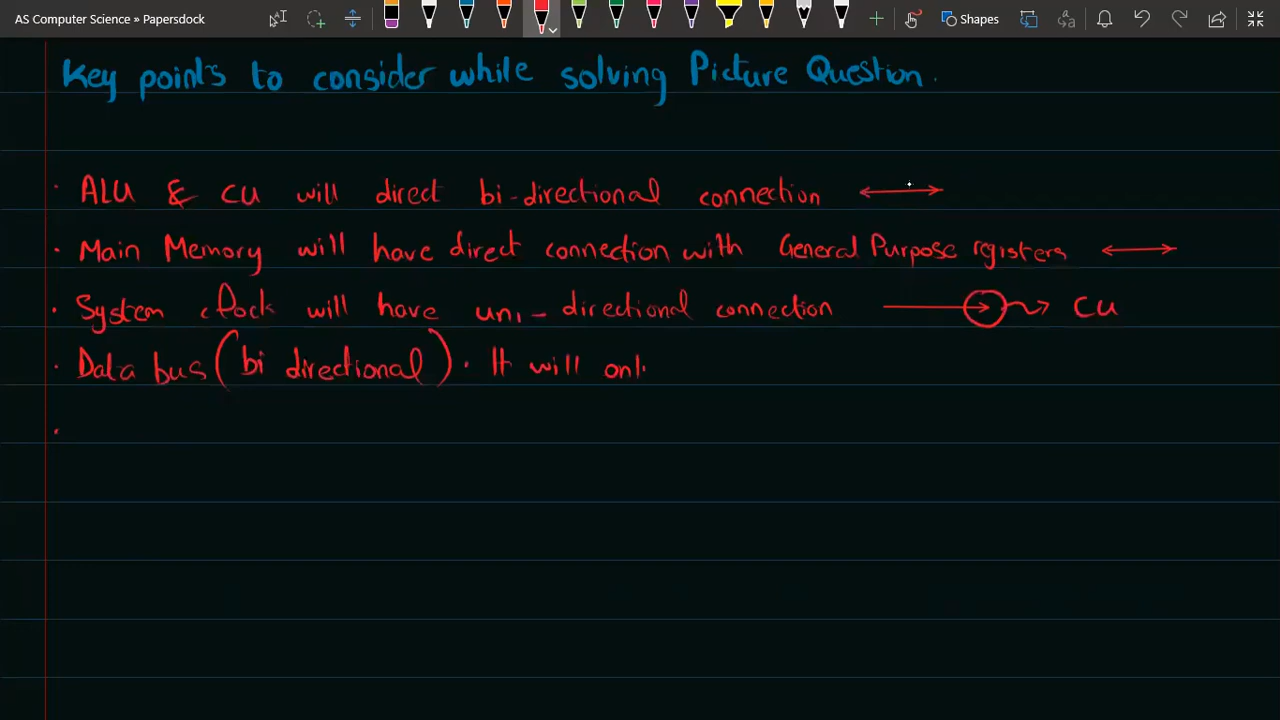 AS Computer Science » Papersdock
Shapes
Key points to consider while solving Picture Question.
· ALU & CU will direct bi-directional connection ↔
· Main Memory will have direct connection with General Purpose registers ↔
· System clock will have uni-directional connection → CU
· Data bus (bi directional). It will onl
·